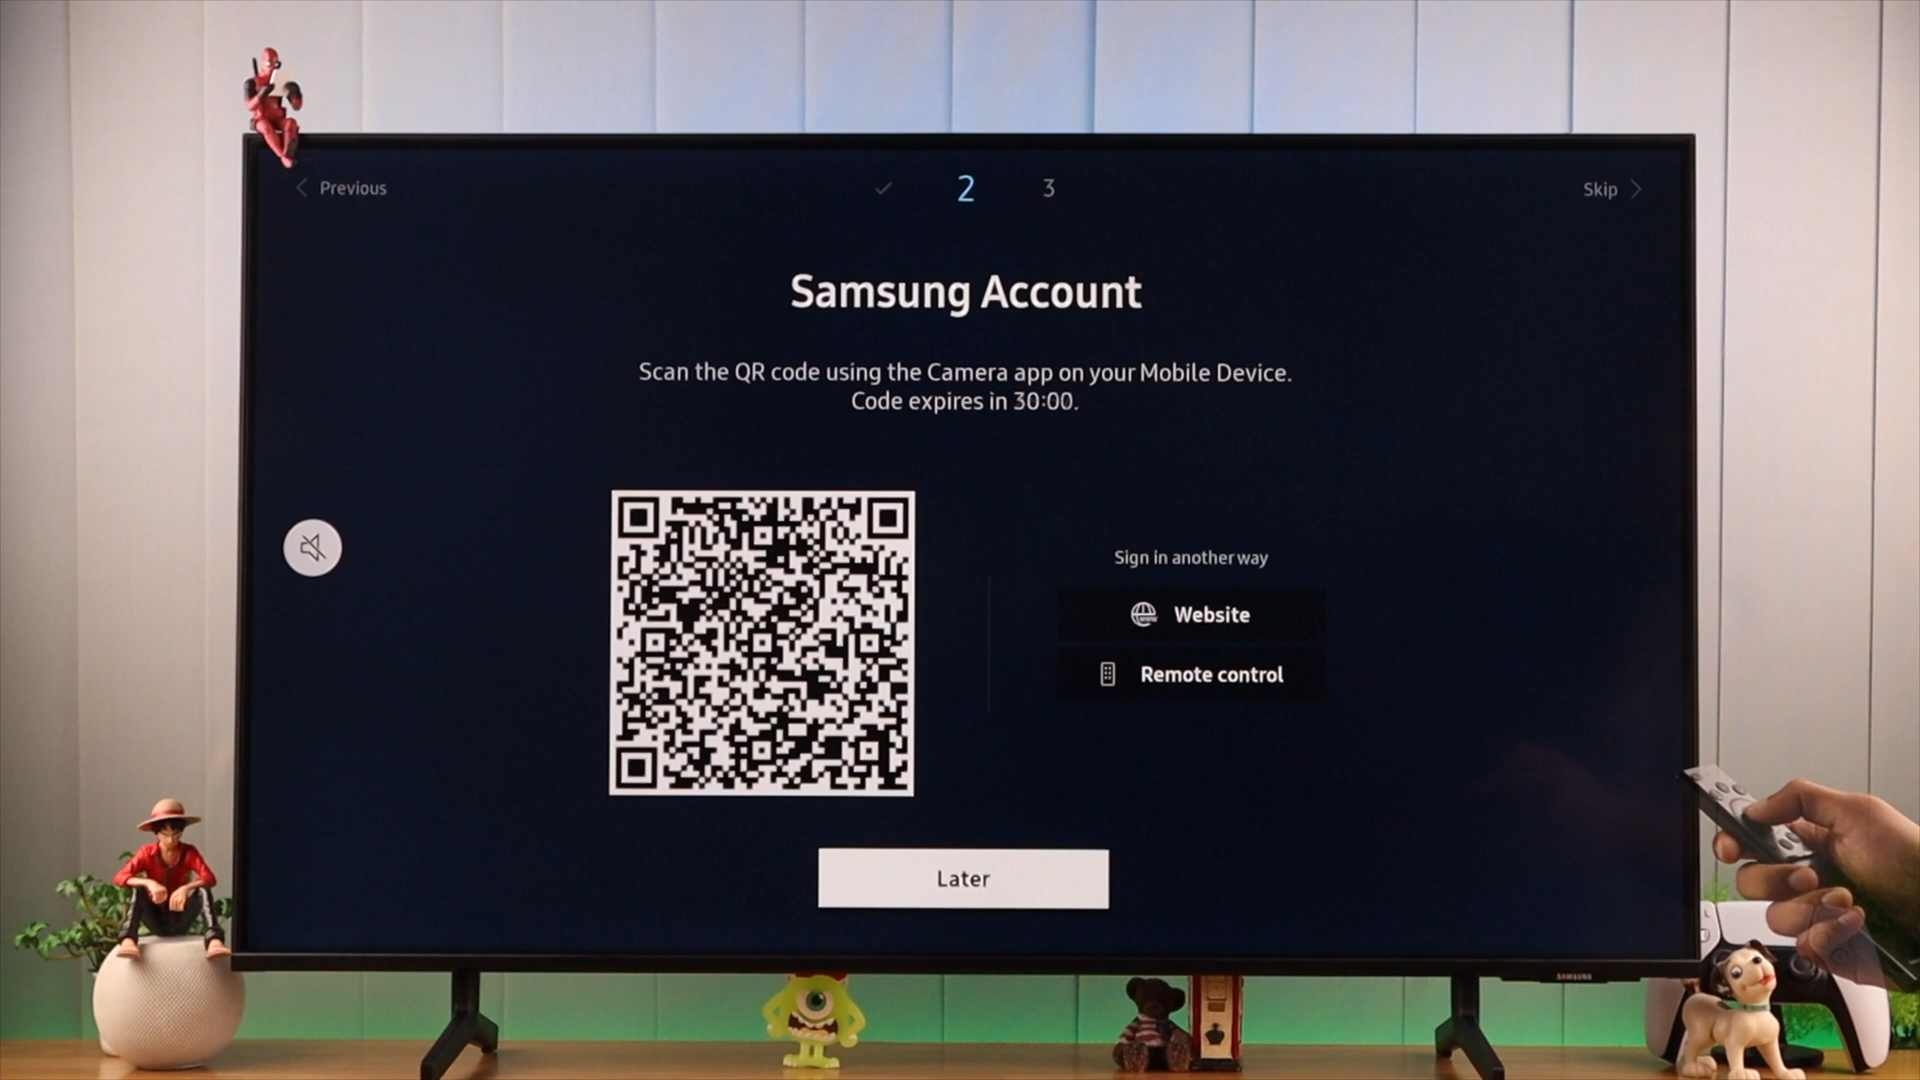 Previous
2
3
Skip
Samsung Account
Scan the QR code using the Camera app on your Mobile Device.
Code expires in 30:00.
Sign in another way
Website
Remote control
Later
SAMSUNG